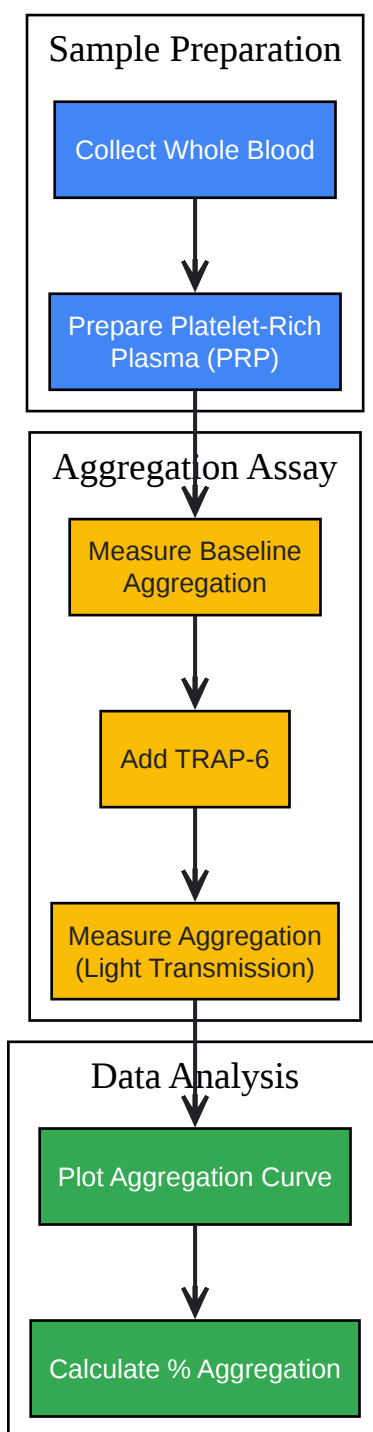 Sample Preparation
Collect Whole Blood
Prepare Platelet-Rich
Plasma (PRP)
Aggregation Assay
Measure Baseline
Aggregation
Add TRAP-6
Measure Aggregation
(Light Transmission)
Data Analysis
Plot Aggregation Curve
Calculate % Aggregation